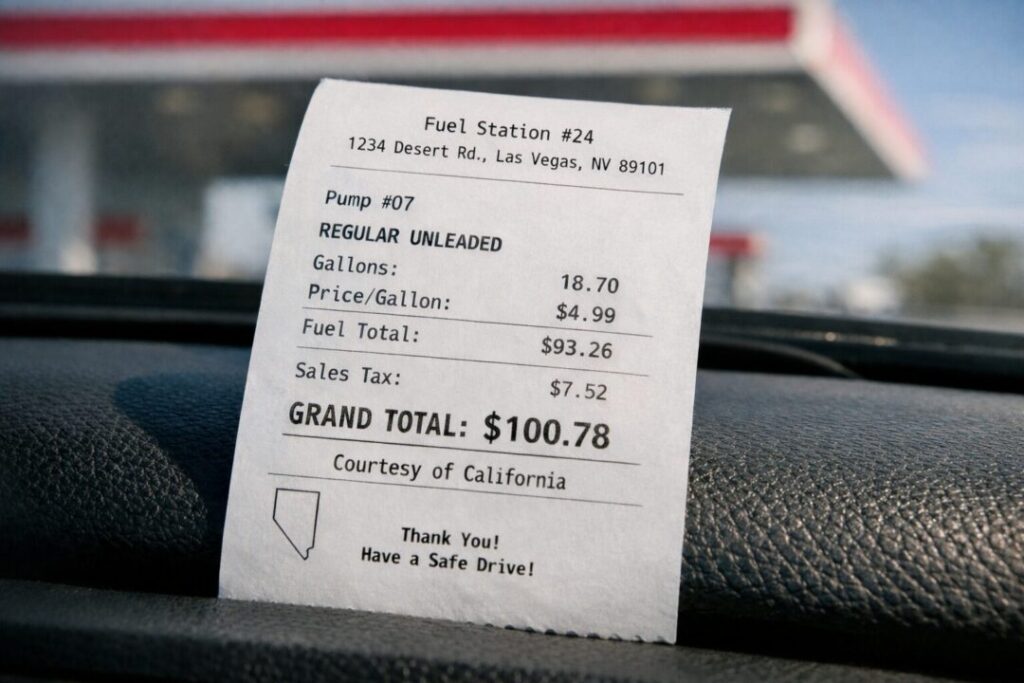 Fuel Station #24
1234 Desert Rd., Las Vegas, NV 89101
Pump #07
REGULAR UNLEADED
Gallons: 18.70
Price/Gallon: $4.99
Fuel Total: $93.26
Sales Tax: $7.52
GRAND TOTAL: $100.78
Courtesy of California
Thank You!
Have a Safe Drive!